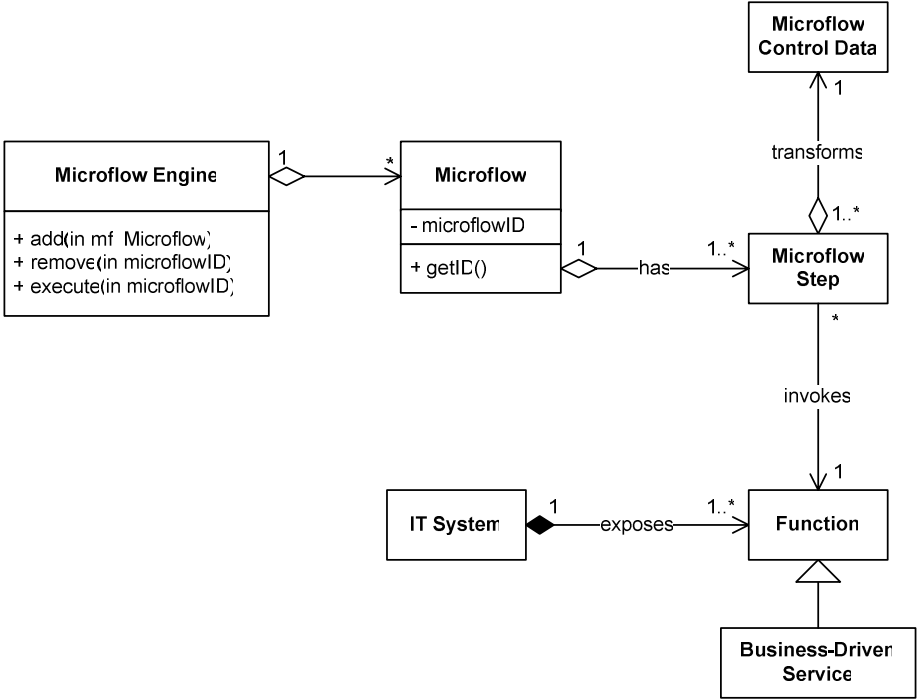 Microflow
Control Data
1
transforms
1..*
Microflow Engine
+ add(in mf Microflow)
+ remove(in microflowID)
+ execute(in microflowID)
1
*
Microflow
- microflowID
+ getID()
1
has
1..*
Microflow
Step
*
invokes
1
IT System
1
exposes
1..*
Function
Business-Driven
Service